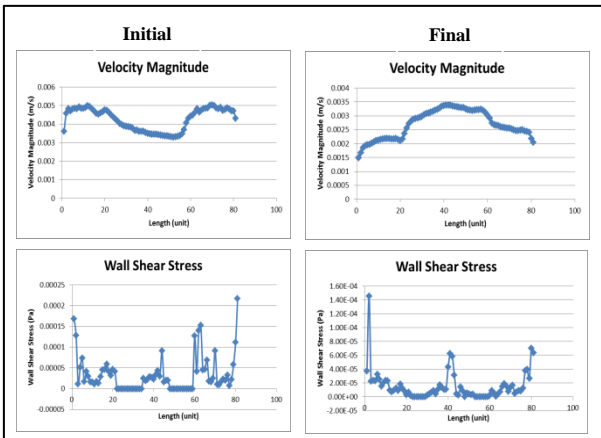 Initial
Final
Velocity Magnitude
Velocity Magnitude (m/s)
0.006
0.005
0.004
0.003
0.002
0.001
0
0 20 40 60 80 100
Length (unit)
Velocity Magnitude
Velocity Magnitude (m/s)
0.004
0.0035
0.003
0.0025
0.002
0.0015
0.001
0.0005
0
0 20 40 60 80 100
Length (unit)
Wall Shear Stress
Wall Shear Stress (Pa)
0.00025
0.0002
0.00015
0.0001
0.00005
0
-0.00005
0 20 40 60 80 100
Length (unit)
Wall Shear Stress
Wall Shear Stress (Pa)
1.60E-04
1.40E-04
1.20E-04
1.00E-04
8.00E-05
6.00E-05
4.00E-05
2.00E-05
0.00E+00
-2.00E-05
0 20 40 60 80 100
Length (unit)